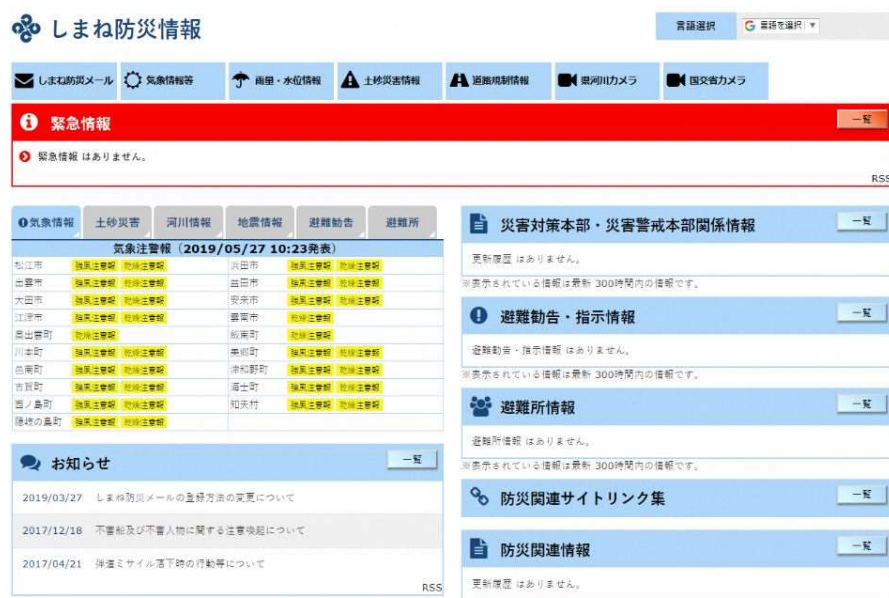 しまね防災情報
言語選択
言語を選択 ▼
しまね防災メール 気象情報等 雨量・水位情報 土砂災害情報 道路規制情報 県河川カメラ 国交省カメラ
緊急情報 一覧
緊急情報 はありません。
RSS
気象情報 土砂災害 河川情報 地震情報 避難勧告 避難所
気象注警報（2019/05/27 10:23発表）
松江市 強風注意報 乾燥注意報 浜田市 強風注意報 乾燥注意報
出雲市 強風注意報 乾燥注意報 益田市 強風注意報 乾燥注意報
大田市 強風注意報 乾燥注意報 安来市 強風注意報 乾燥注意報
江津市 強風注意報 乾燥注意報 雲南市 乾燥注意報
奥出雲町 乾燥注意報 飯南町 強風注意報 乾燥注意報
川本町 強風注意報 乾燥注意報 美郷町 強風注意報 乾燥注意報
邑南町 強風注意報 乾燥注意報 津和野町 強風注意報 乾燥注意報
吉賀町 強風注意報 乾燥注意報 海士町 強風注意報 乾燥注意報
西ノ島町 強風注意報 乾燥注意報 知夫村 強風注意報 乾燥注意報
隠岐の島町 強風注意報 乾燥注意報
お知らせ 一覧
2019/03/27 しまね防災メールの登録方法の変更について
2017/12/18 不審船及び不審人物に関する注意喚起について
2017/04/21 弾道ミサイル落下時の行動等について
RSS
災害対策本部・災害警戒本部関係情報 一覧
更新履歴 はありません。
※表示されている情報は最新 300時間内の情報です。
避難勧告・指示情報 一覧
避難勧告・指示情報 はありません。
※表示されている情報は最新 300時間内の情報です。
避難所情報 一覧
避難所情報 はありません。
※表示されている情報は最新 300時間内の情報です。
防災関連サイトリンク集 一覧
防災関連情報 一覧
更新履歴 はありません。